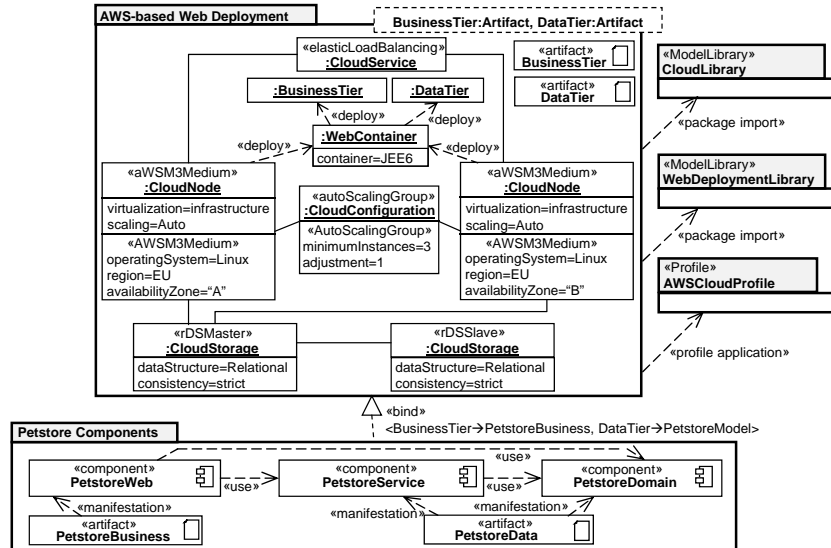 AWS-based Web Deployment
BusinessTier:Artifact, DataTier:Artifact
«elasticLoadBalancing»
:CloudService
«artifact»
BusinessTier
«artifact»
DataTier
:BusinessTier
:DataTier
«deploy»
«deploy»
:WebContainer
container=JEE6
«deploy»
«aWSM3Medium»
:CloudNode
virtualization=infrastructure
scaling=Auto
«AWSM3Medium»
operatingSystem=Linux
region=EU
availabilityZone=“A”
«autoScalingGroup»
:CloudConfiguration
«AutoScalingGroup»
minimumInstances=3
adjustment=1
«aWSM3Medium»
:CloudNode
virtualization=infrastructure
scaling=Auto
«AWSM3Medium»
operatingSystem=Linux
region=EU
availabilityZone=“B”
«rDSMaster»
:CloudStorage
dataStructure=Relational
consistency=strict
«rDSSlave»
:CloudStorage
dataStructure=Relational
consistency=strict
«ModelLibrary»
CloudLibrary
«package import»
«ModelLibrary»
WebDeploymentLibrary
«package import»
«Profile»
AWSCloudProfile
«profile application»
«bind»
<BusinessTier→PetstoreBusiness, DataTier→PetstoreModel>
Petstore Components
«use»
«component»
PetstoreWeb
«use»
«component»
PetstoreService
«use»
«component»
PetstoreDomain
«manifestation»
«manifestation»
«manifestation»
«artifact»
PetstoreBusiness
«artifact»
PetstoreData